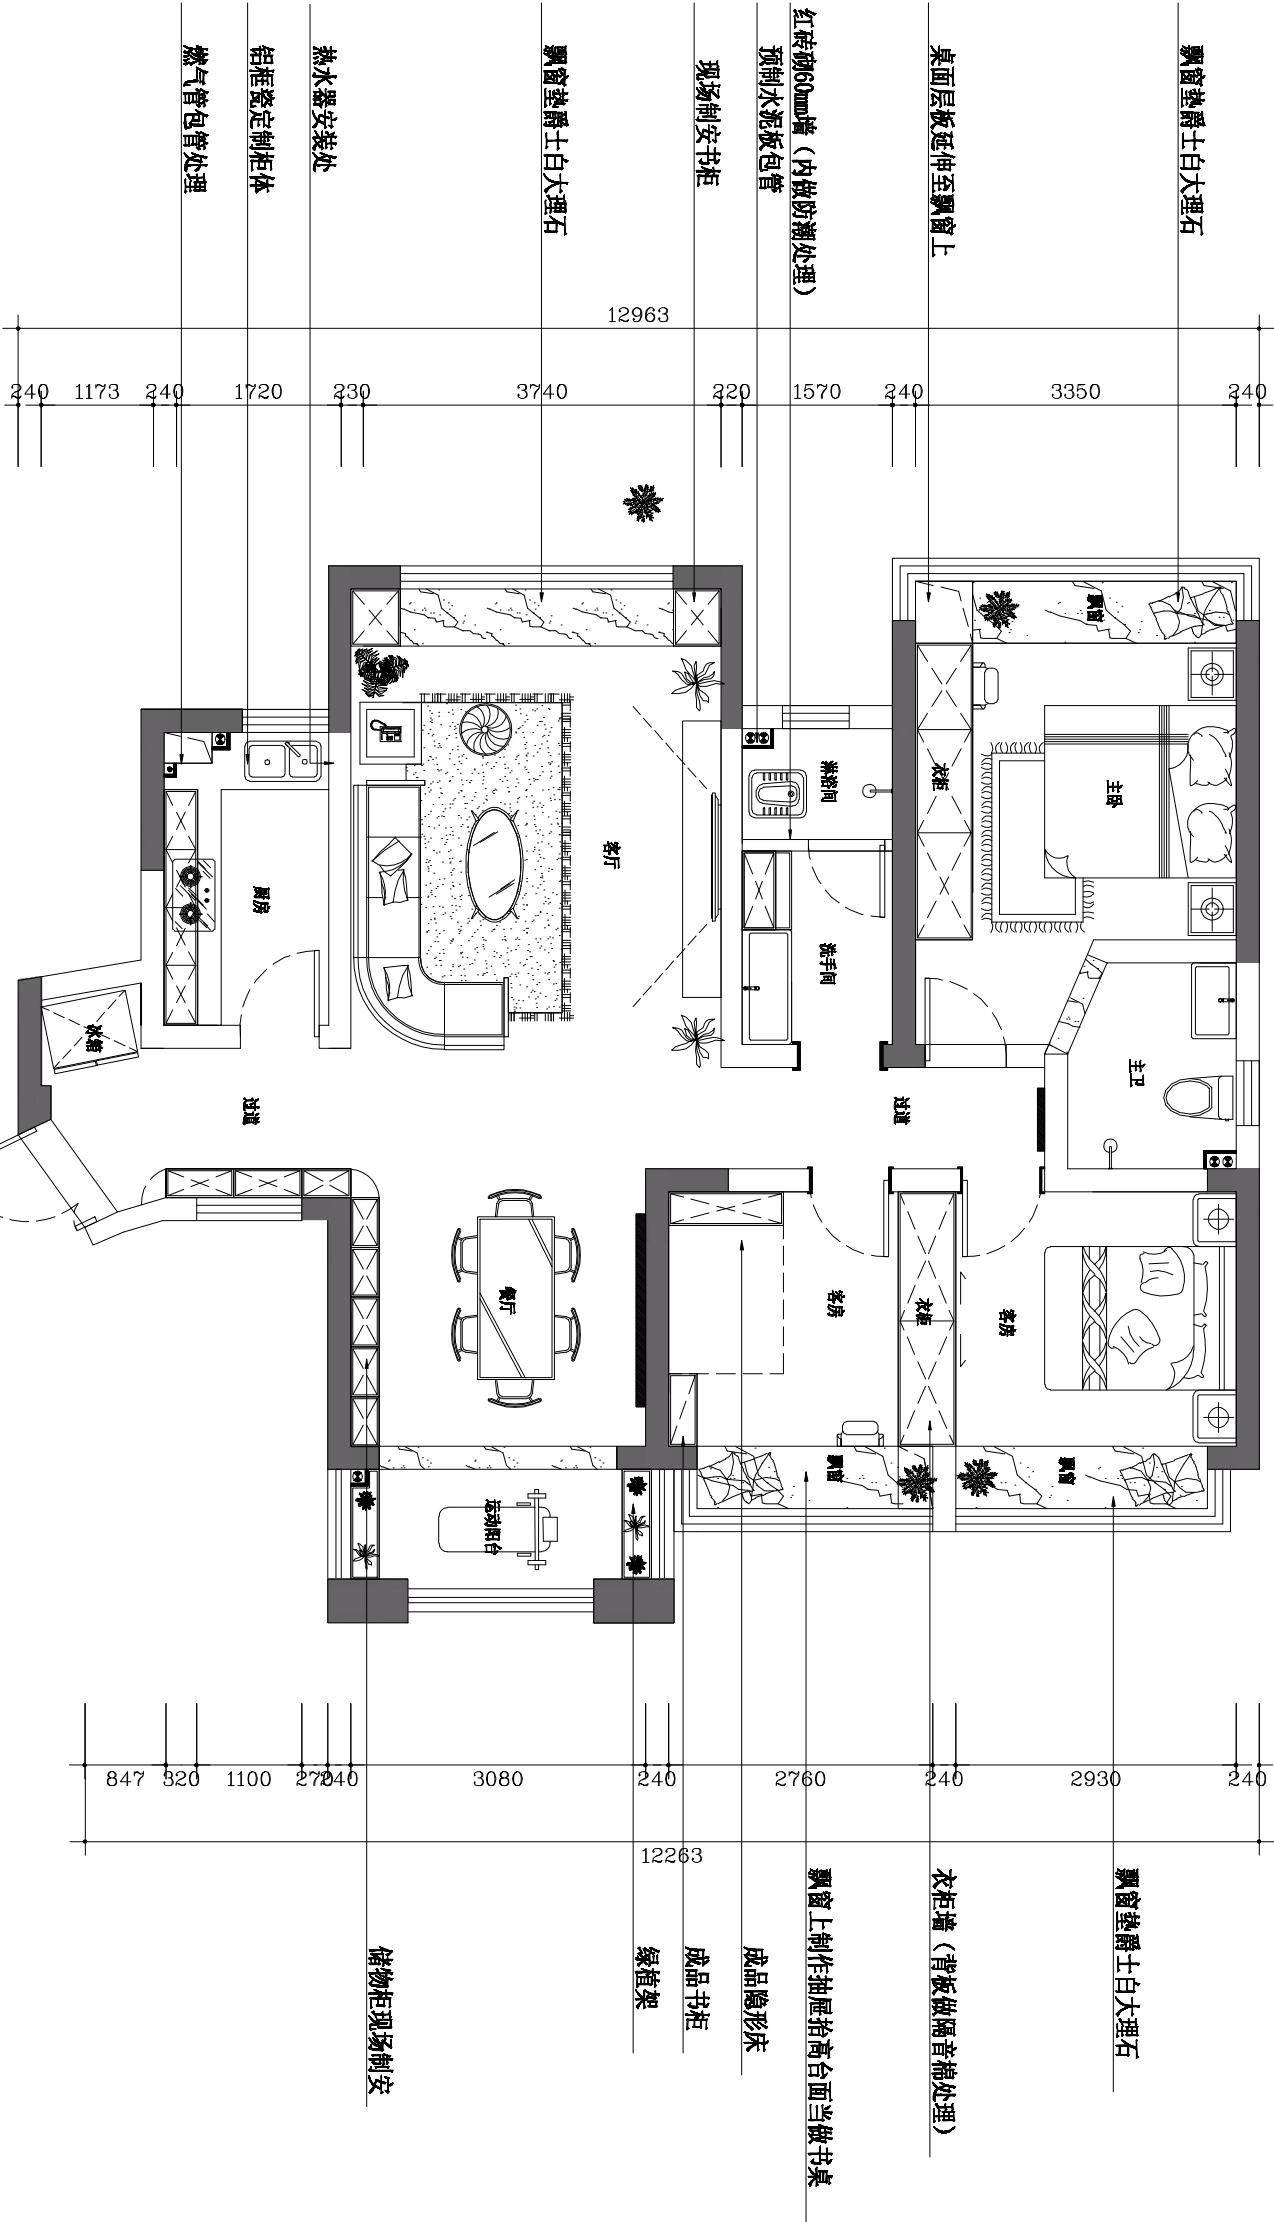 飘窗垫爵士白大理石
桌面层板延伸至飘窗上
红砖砌60mm墙（内做防潮处理）
预制水泥板包管
现场制安书柜
飘窗垫爵士白大理石
热水器安装处
铝框瓷定制柜体
燃气管包管处理
12963
240
1173
240
1720
230
3740
220
1570
240
3350
240
飘窗
衣柜
主卧
淋浴间
客厅
厨房
洗手间
主卫
冰箱
过道
过道
餐厅
客房
衣柜
客房
飘窗
飘窗
运动阳台
847
320
1100
270
240
3080
240
2760
240
2930
240
12263
飘窗垫爵士白大理石
衣柜墙（背板做隔音棉处理）
飘窗上制作抽屉抬高台面当做书桌
成品隐形床
成品书柜
绿植架
储物柜现场制安